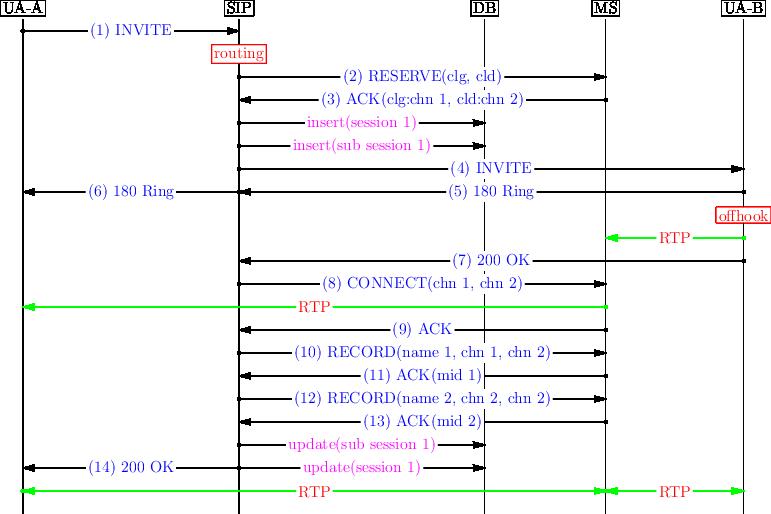 UA-A SIP DB MS UA-B
(1) INVITE
routing
(2) RESERVE(clg, cld)
(3) ACK(clg:chn 1, cld:chn 2)
insert(session 1)
insert(sub session 1)
(4) INVITE
(6) 180 Ring (5) 180 Ring
offhook
RTP
(7) 200 OK
(8) CONNECT(chn 1, chn 2)
RTP
(9) ACK
(10) RECORD(name 1, chn 1, chn 2)
(11) ACK(mid 1)
(12) RECORD(name 2, chn 2, chn 2)
(13) ACK(mid 2)
update(sub session 1)
(14) 200 OK update(session 1)
RTP RTP